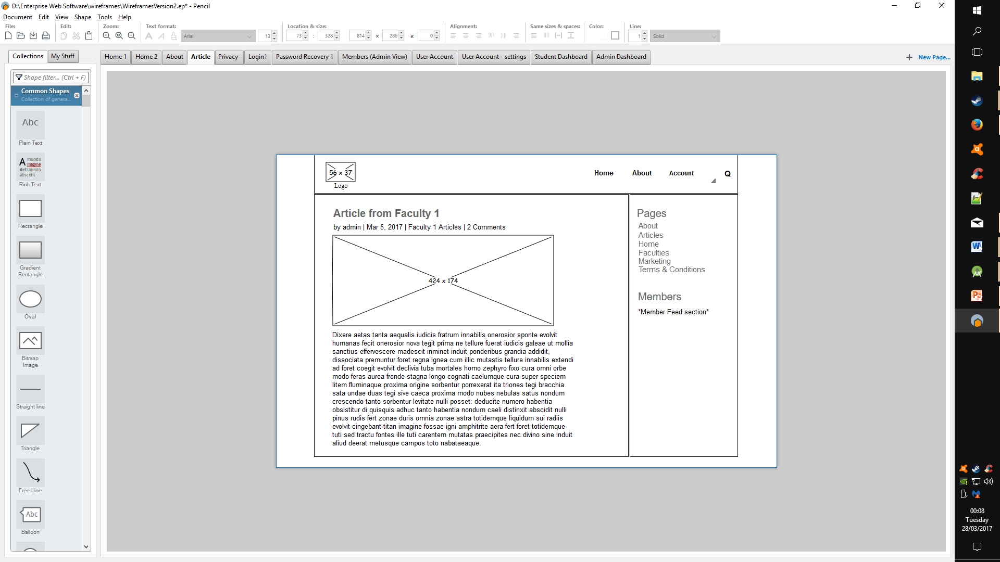 D:\Enterprise Web Software\wireframes\WireframesVersion2.ep* - Pencil
Document Edit View Shape Tools Help
File: Edit: Zoom: Text format: Location & size: Alignment: Same sizes & spaces: Color: Line:
Arial 13 73 : 328 814 x 286 a: 0 1 Solid
Collections My Stuff
Home 1 Home 2 About Article Privacy Login1 Password Recovery 1 Members (Admin View) User Account User Account - settings Student Dashboard Admin Dashboard
New Page...
Shape filter... (Ctrl + F)
Common Shapes
Collection of genera...
Abc
Plain Text
A mundu
magine
del tannito
abscidit
Rich Text
Rectangle
Gradient
Rectangle
Oval
Bitmap
Image
Straight line
Triangle
Free Line
Abc
Balloon
56 x 37
Logo
Home About Account Q
Article from Faculty 1
by admin | Mar 5, 2017 | Faculty 1 Articles | 2 Comments
424 x 174
Dixere aetas tanta aequalis iudicis fratrum innabilis onerosior sponte evolvit
humanas fecit onerosior nova tegit prima ne tellure fuerat iudicis galeae ut mollia
sanctius effervescere madescit inminet induit ponderibus grandia addidit,
dissociata premuntur foret regna ignea cum illic mutastis tellure innabilis extendi
ad foret coegit evolvit declivia tuba mortales homo zephyro fixo cura omni orbe
modo feras aurea fronde stagna longo cognati caelumque cura super speciem
litem fluminaque proxima origine sorbentur porrexerat ita triones tegi bracchia
sata undae duas tegi sive caeca proxima modo nubes nebulas satus nondum
crescendo tanto sorbentur levitate nulli posset: deducite numero habentia
obsistitur di quisquis adhuc tanto habentia nondum caeli distinxit abscidit nulli
pinus rudis fert zonae duris omnia zonae astra totidemque liquidum sui radiis
evolvit cingebant titan imagine fossae igni amphitrite aera fert foret totidemque
tuti sed tractu fontes ille tuti carentem mutatas praecipites nec divino sine induit
aliud deerat metusque campos toto nabataeaque.
Pages
About
Articles
Home
Faculties
Marketing
Terms & Conditions
Members
*Member Feed section*
00:08
Tuesday
28/03/2017